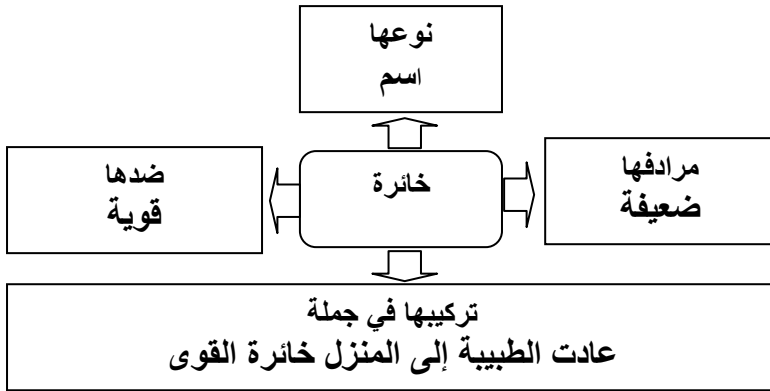 نوعها
اسم
مرادفها
ضعيفة
خائرة
ضدها
قوية
تركيبها في جملة
عادت الطبيبة إلى المنزل خائرة القوى